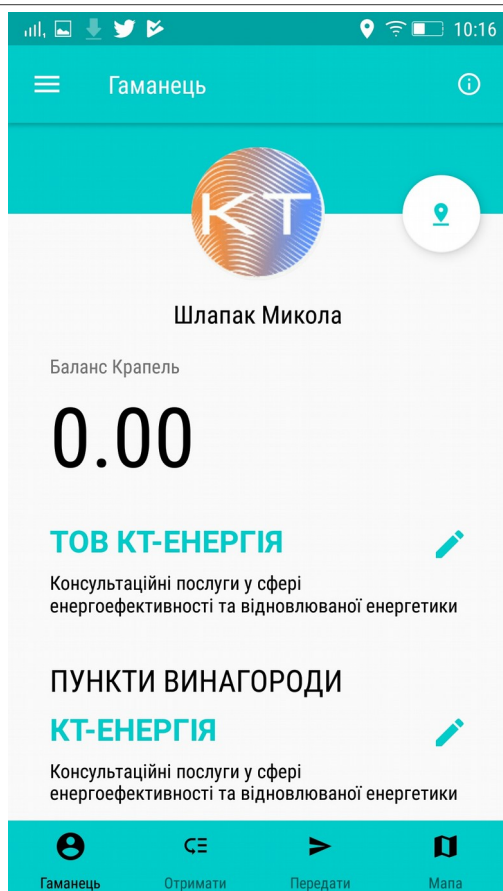 10:16
Гаманець
КТ
Шлапак Микола
Баланс Крапель
0.00
ТОВ КТ-ЕНЕРГІЯ
Консультаційні послуги у сфері
енергоефективності та відновлюваної енергетики
ПУНКТИ ВИНАГОРОДИ
КТ-ЕНЕРГІЯ
Консультаційні послуги у сфері
енергоефективності та відновлюваної енергетики
Гаманець Отримати Передати Мапа